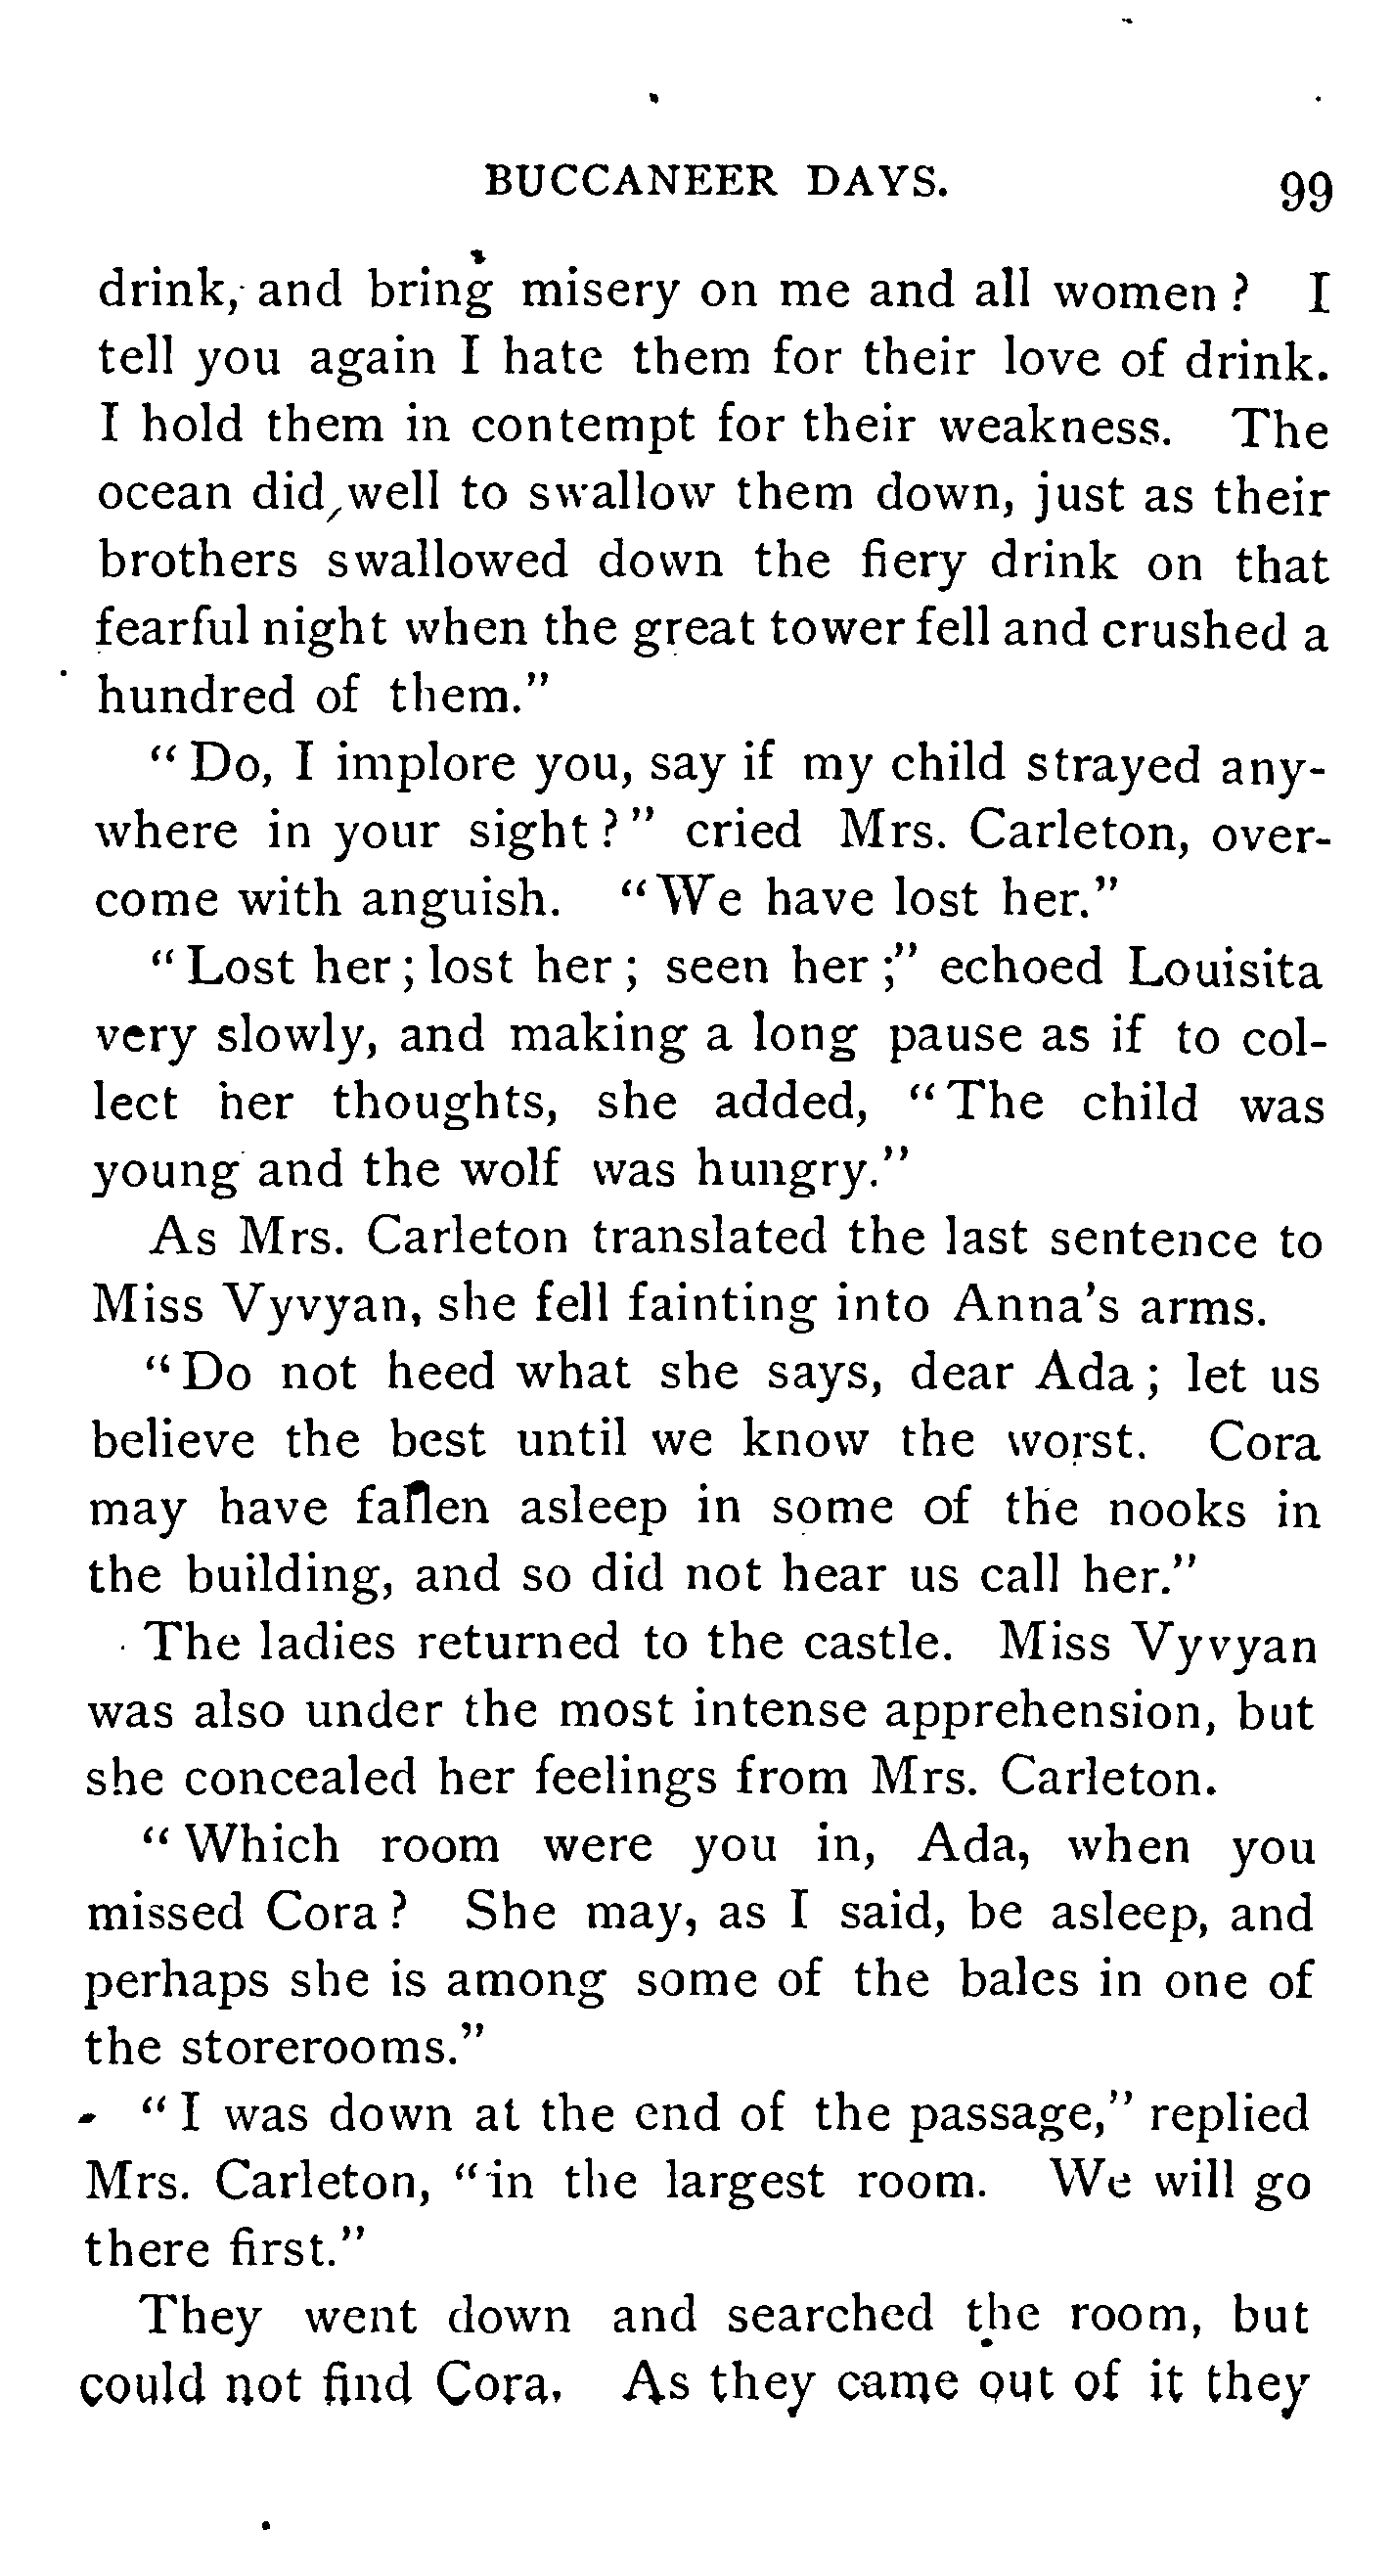 BUCCANEER DAYS. 99
drink, and bring misery on me and all women? I
tell you again I hate them for their love of drink.
I hold them in contempt for their weakness. The
ocean did well to swallow them down, just as their
brothers swallowed down the fiery drink on that
fearful night when the great tower fell and crushed a
hundred of them."
"Do, I implore you, say if my child strayed any-
where in your sight?" cried Mrs. Carleton, over-
come with anguish. "We have lost her."
"Lost her; lost her; seen her;" echoed Louisita
very slowly, and making a long pause as if to col-
lect her thoughts, she added, "The child was
young and the wolf was hungry."
As Mrs. Carleton translated the last sentence to
Miss Vyvyan, she fell fainting into Anna's arms.
"Do not heed what she says, dear Ada; let us
believe the best until we know the worst. Cora
may have fallen asleep in some of the nooks in
the building, and so did not hear us call her."
The ladies returned to the castle. Miss Vyvyan
was also under the most intense apprehension, but
she concealed her feelings from Mrs. Carleton.
"Which room were you in, Ada, when you
missed Cora? She may, as I said, be asleep, and
perhaps she is among some of the bales in one of
the storerooms."
"I was down at the end of the passage," replied
Mrs. Carleton, "in the largest room. We will go
there first."
They went down and searched the room, but
could not find Cora. As they came out of it they